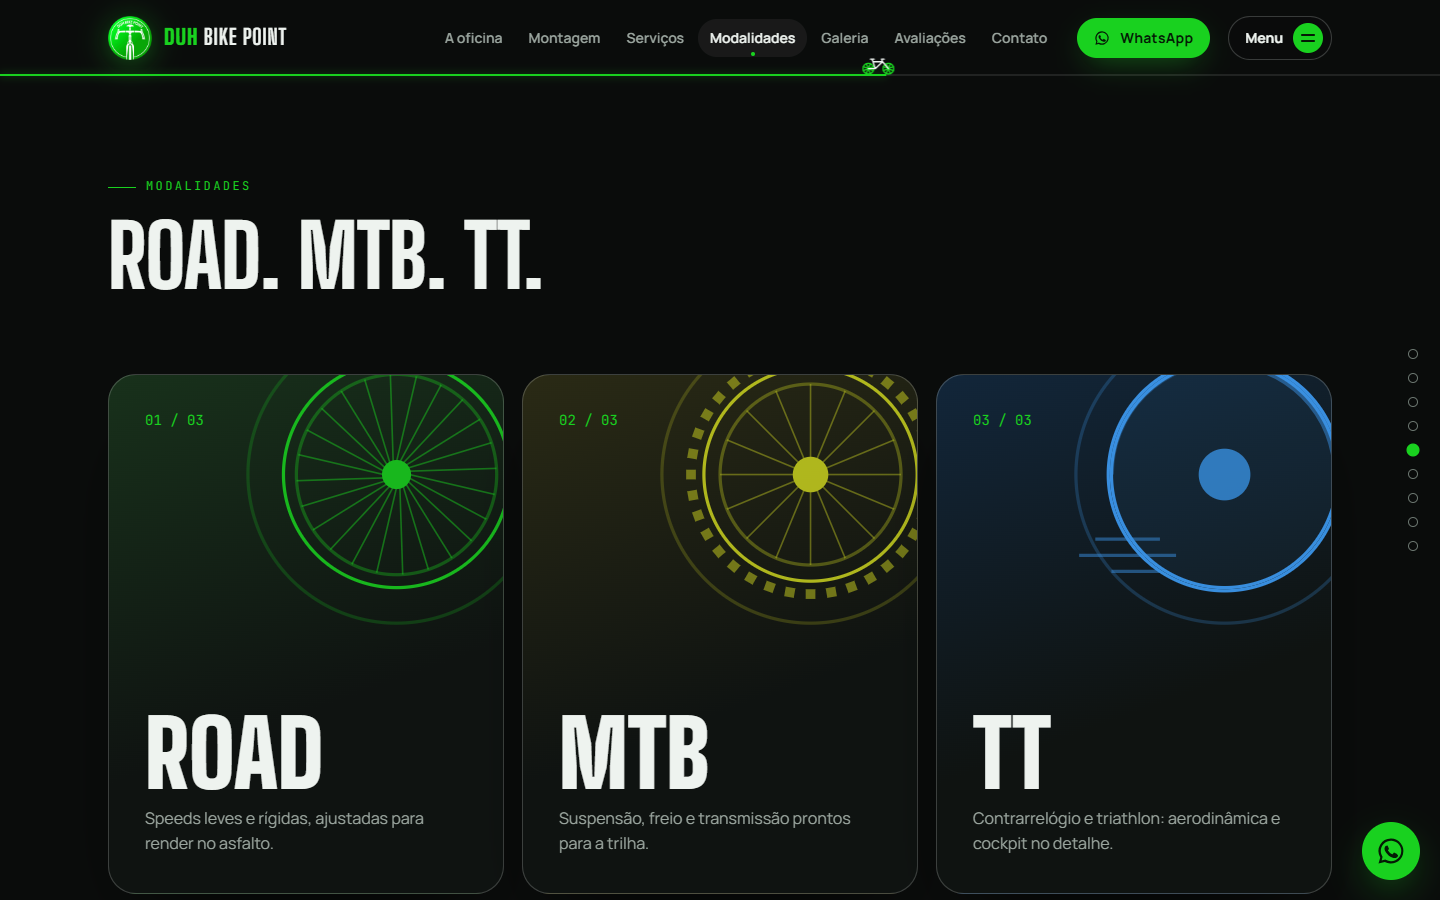 DUH BIKE POINT
A oficina
Montagem
Serviços
Modalidades
Galeria
Avaliações
Contato
WhatsApp
Menu
MODALIDADES
ROAD. MTB. TT.
01 / 03
ROAD
Speeds leves e rígidas, ajustadas para
render no asfalto.
02 / 03
MTB
Suspensão, freio e transmissão prontos
para a trilha.
03 / 03
TT
Contrarrelógio e triathlon: aerodinâmica e
cockpit no detalhe.